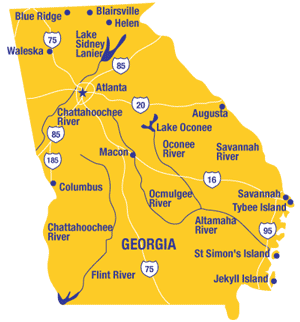 Blairsville
Blue Ridge
Helen
Lake
Sidney
Lanier
75
Waleska
85
Atlanta
20
Chattahoochee
River
Augusta
85
Lake Oconee
Oconee
River
Savannah
River
Macon
185
16
Columbus
Ocmulgee
River
Savannah
Tybee Island
Altamaha
River
Chattahoochee
River
95
GEORGIA
St Simon's Island
75
Flint River
Jekyll Island